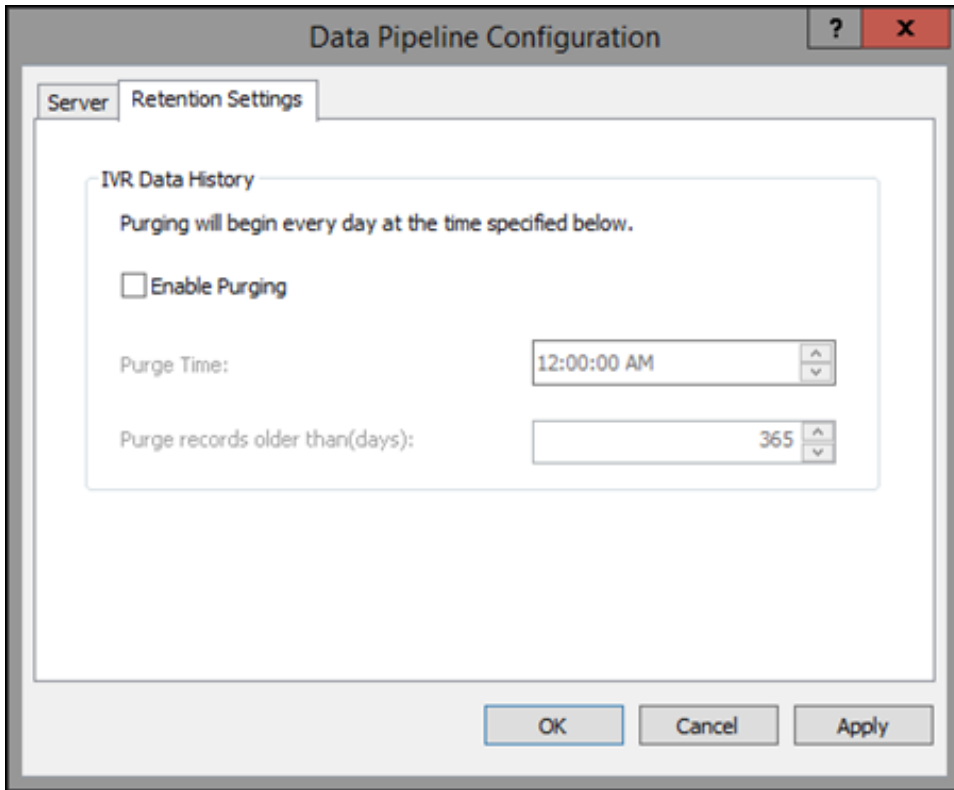 Data Pipeline Configuration
? x
Server Retention Settings
IVR Data History
Purging will begin every day at the time specified below.
Enable Purging
Purge Time: 12:00:00 AM
Purge records older than(days): 365
OK Cancel Apply